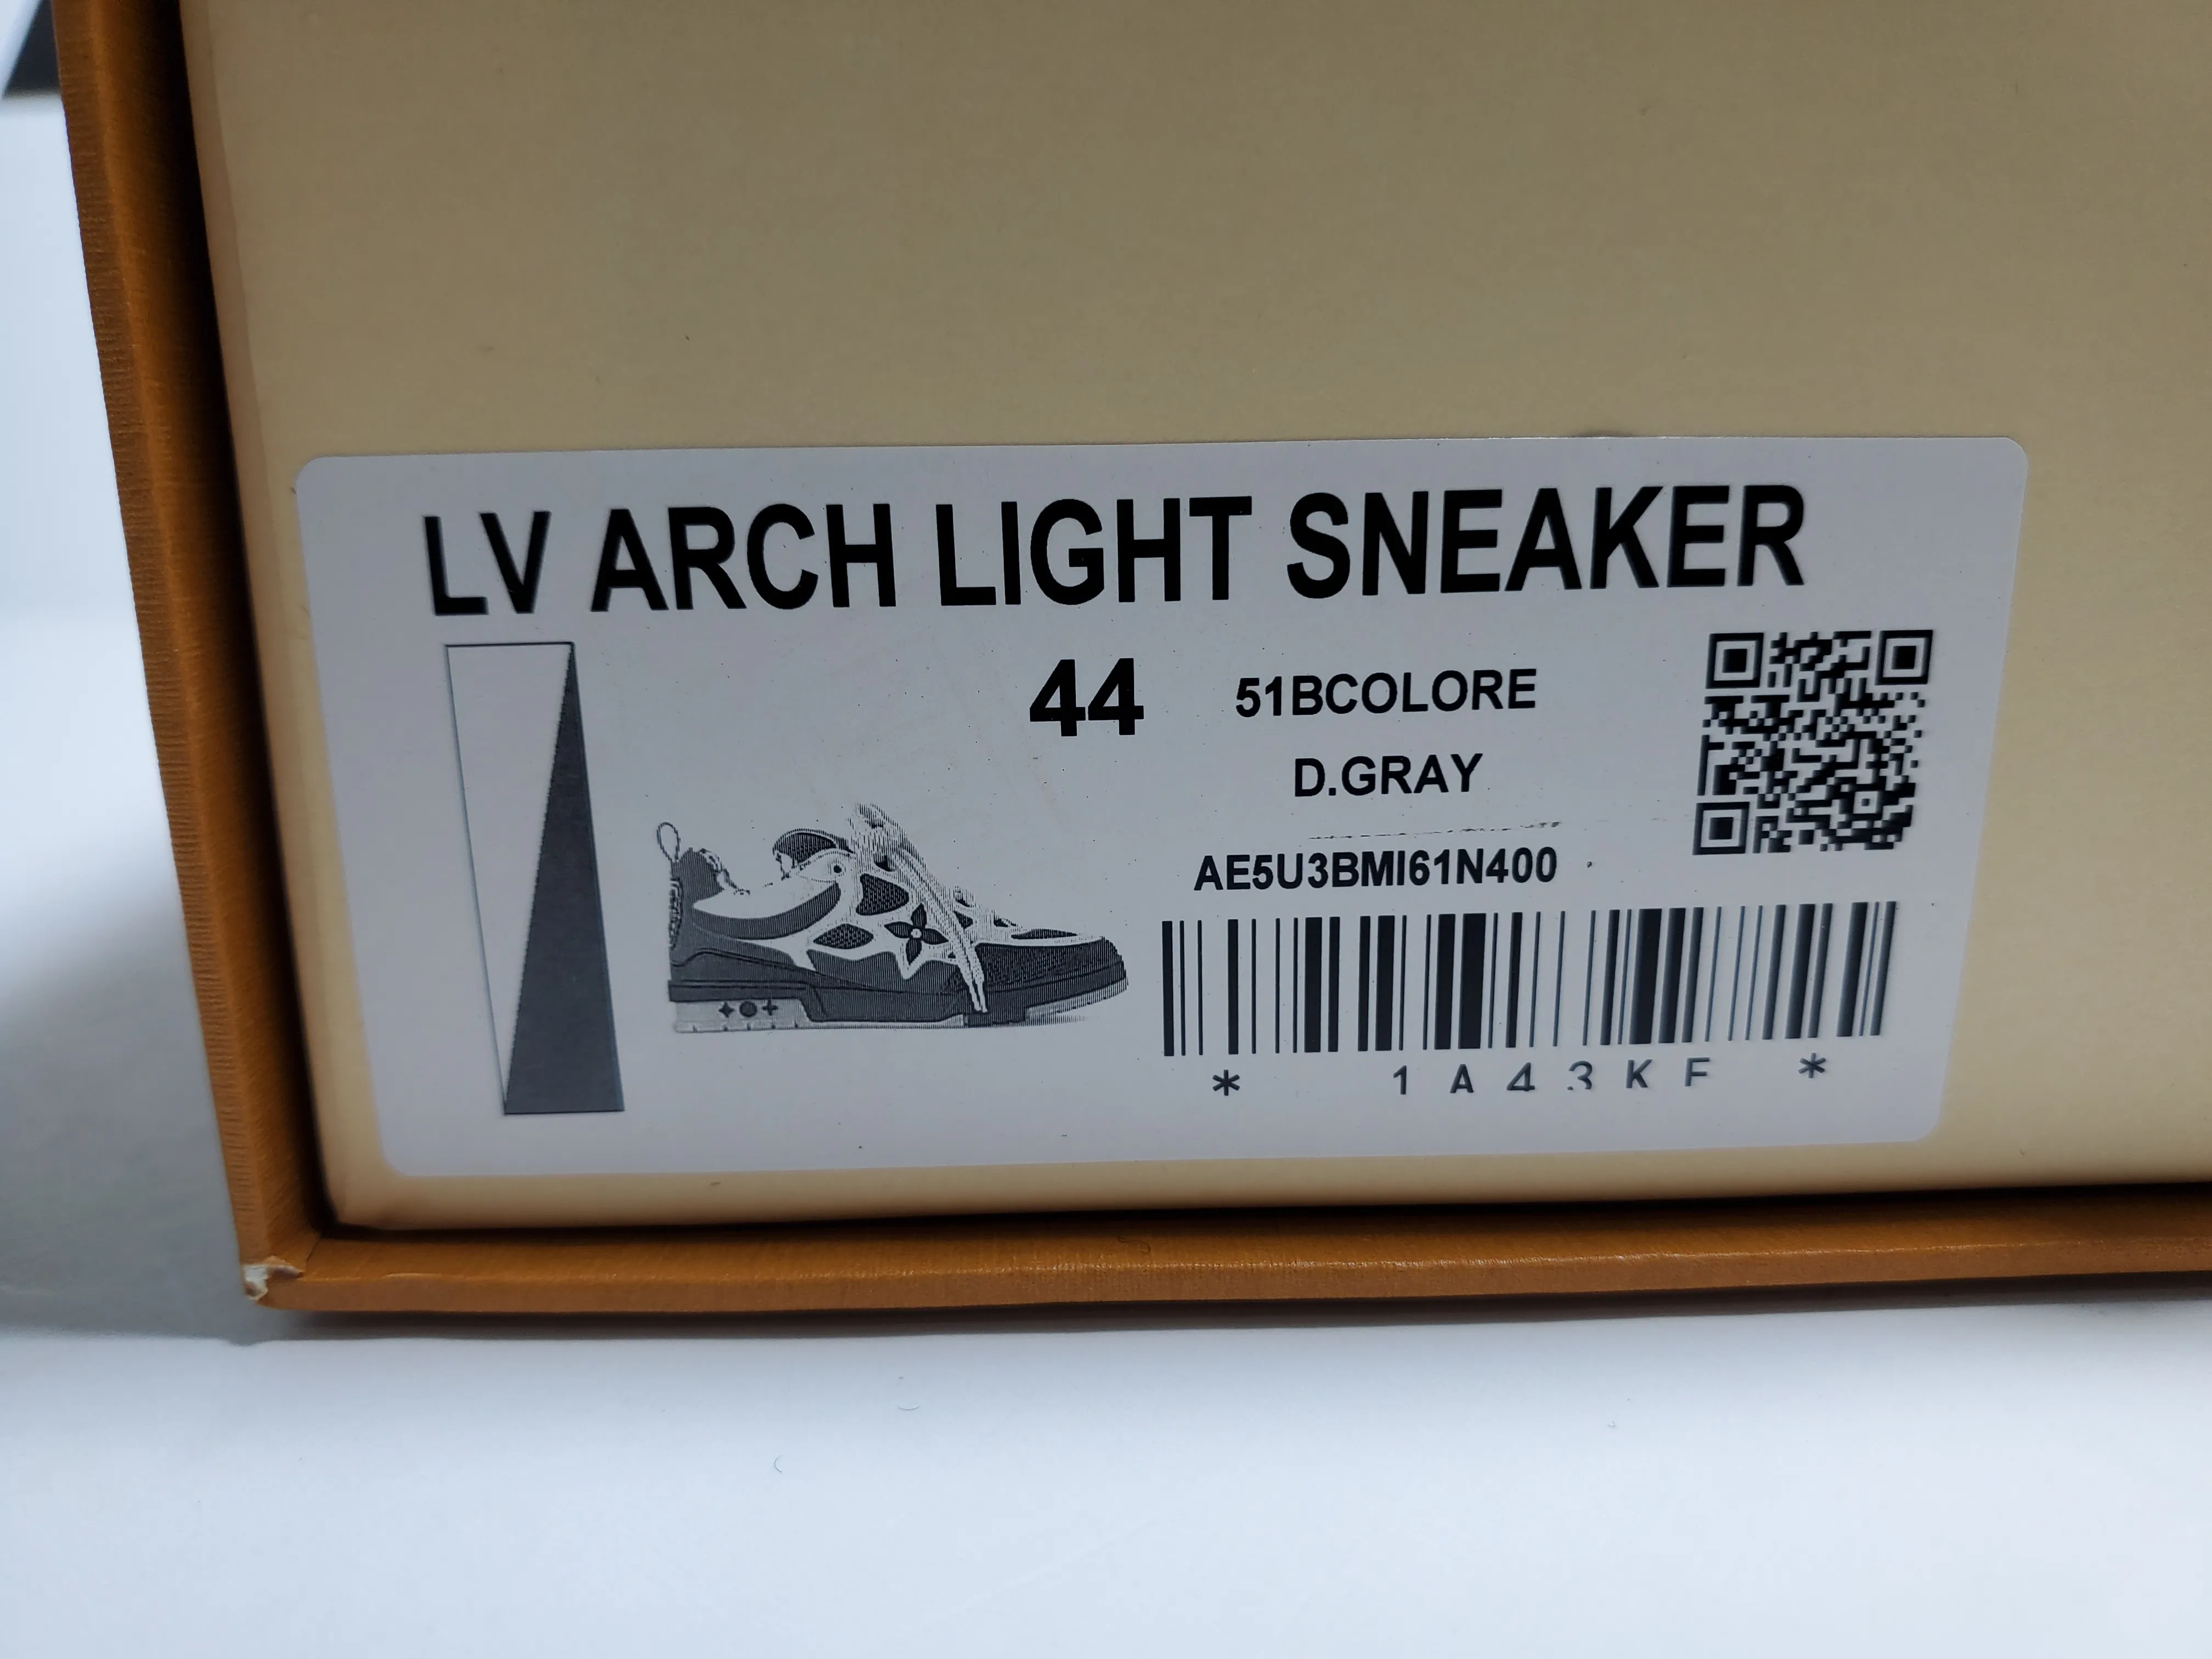 LV ARCH LIGHT SNEAKER
44 51BCOLORE
D.GRAY
AE5U3BMI61N400
* 1A43KF *